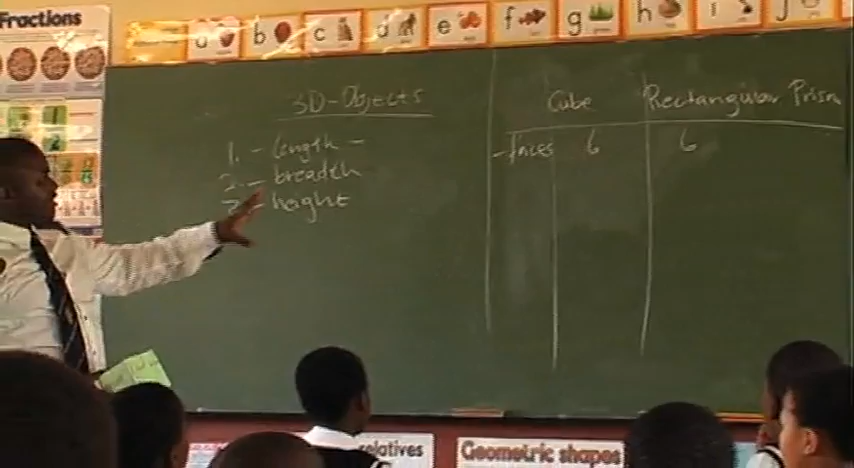 Fractions
a b c d e f g h i j
3D-Objects
1. - length -
2. - breadth
3. - height
Cube Rectangular Prism
- faces 6 6
relatives
Geometric shapes